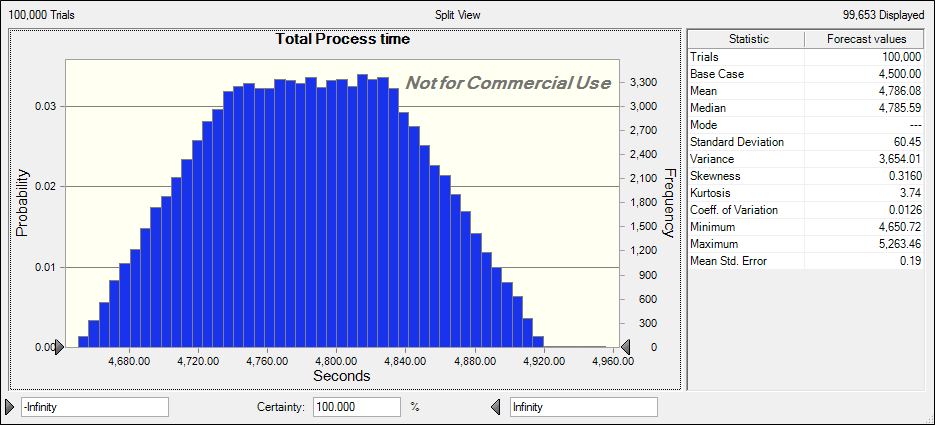 100,000 Trials Split View 99,653 Displayed
Total Process time
Not for Commercial Use
Probability
0.03
0.02
0.01
0.00
Frequency
3,300
3,000
2,700
2,400
2,100
1,800
1,500
1,200
900
600
300
0
4,680.00 4,720.00 4,760.00 4,800.00 4,840.00 4,880.00 4,920.00 4,960.00
Seconds
Statistic Forecast values
Trials 100,000
Base Case 4,500.00
Mean 4,786.08
Median 4,785.59
Mode ---
Standard Deviation 60.45
Variance 3,654.01
Skewness 0.3160
Kurtosis 3.74
Coeff. of Variation 0.0126
Minimum 4,650.72
Maximum 5,263.46
Mean Std. Error 0.19
-Infinity Certainty: 100.000 % Infinity